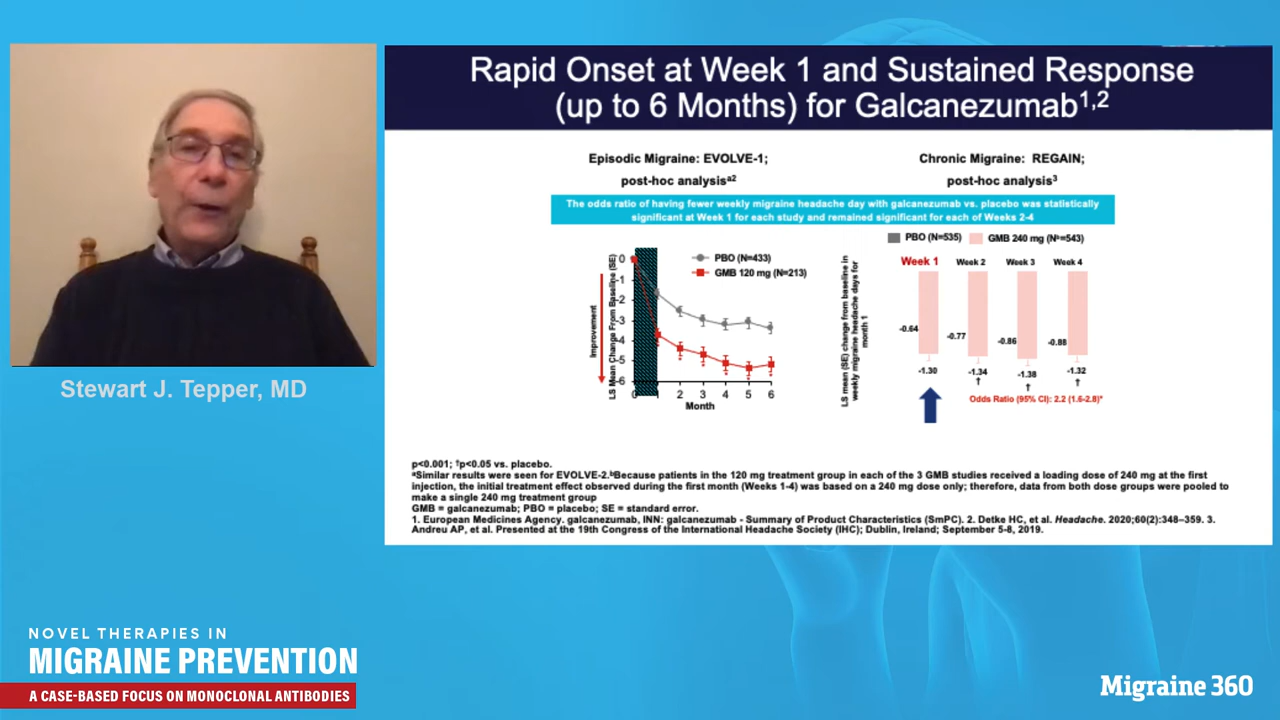 Rapid Onset at Week 1 and Sustained Response
(up to 6 Months) for Galcanezumab1,2
Episodic Migraine: EVOLVE-1;
post-hoc analysisa2
Chronic Migraine: REGAIN;
post-hoc analysis3
The odds ratio of having fewer weekly migraine headache day with galcanezumab vs. placebo was statistically
significant at Week 1 for each study and remained significant for each of Weeks 2-4
Improvement
LS Mean Change From Baseline (SE)
0
-1
-2
-3
-4
-5
-6
PBO (N=433)
GMB 120 mg (N=213)
0 1 2 3 4 5 6
Month
PBO (N=535)
GMB 240 mg (Nᵇ=543)
LS mean (SE) change from baseline in
weekly migraine headache days for
month 1
Week 1 Week 2 Week 3 Week 4
-0.64 -0.77 -0.86 -0.88
-1.30 -1.34 -1.38 -1.32
† † †
Odds Ratio (95% CI): 2.2 (1.6-2.8)*
p<0.001; †p<0.05 vs. placebo.
ᵃSimilar results were seen for EVOLVE-2.ᵇBecause patients in the 120 mg treatment group in each of the 3 GMB studies received a loading dose of 240 mg at the first
injection, the initial treatment effect observed during the first month (Weeks 1-4) was based on a 240 mg dose only; therefore, data from both dose groups were pooled to
make a single 240 mg treatment group
GMB = galcanezumab; PBO = placebo; SE = standard error.
1. European Medicines Agency. galcanezumab, INN: galcanezumab - Summary of Product Characteristics (SmPC). 2. Detke HC, et al. Headache. 2020;60(2):348–359. 3.
Andreu AP, et al. Presented at the 19th Congress of the International Headache Society (IHC); Dublin, Ireland; September 5-8, 2019.
Stewart J. Tepper, MD
NOVEL THERAPIES IN
MIGRAINE PREVENTION
A CASE-BASED FOCUS ON MONOCLONAL ANTIBODIES
Migraine 360